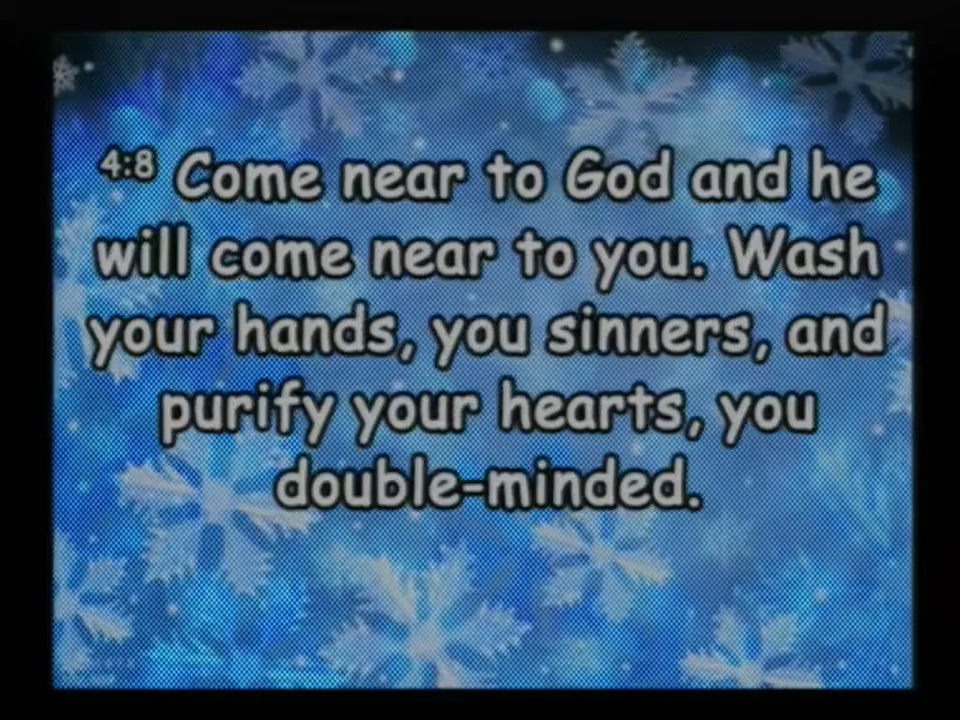 4:8 Come near to God and he
will come near to you. Wash
your hands, you sinners, and
purify your hearts, you
double-minded.